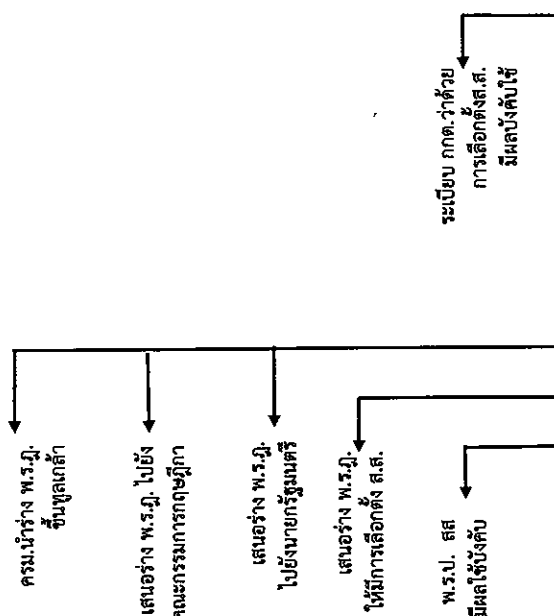 ครม.นำร่าง พ.ร.ฎ.
ขึ้นทูลเกล้า
เสนอร่าง พ.ร.ฎ. ไปยัง
คณะกรรมการกฤษฎีกา
เสนอร่าง พ.ร.ฎ.
ไปยังนายกรัฐมนตรี
เสนอร่าง พ.ร.ฎ.
ให้มีการเลือกตั้ง ส.ส.
พ.ร.ป. สส
มีผลใช้บังคับ
ระเบียบ กกต.ว่าด้วย
การเลือกตั้งส.ส.
มีผลบังคับใช้